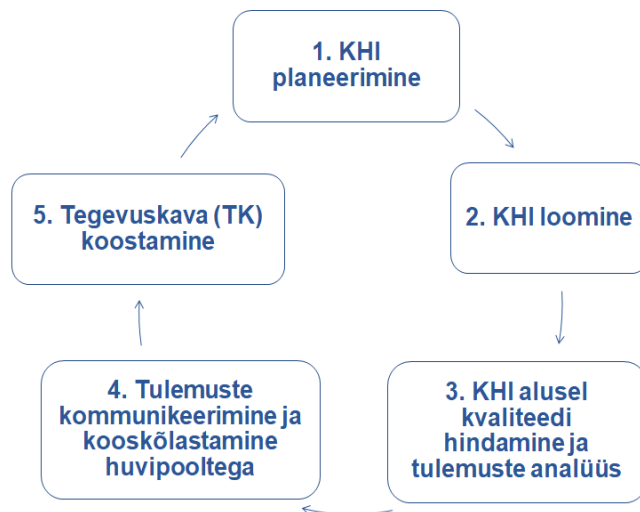 1. KHI
planeerimine
2. KHI loomine
3. KHI alusel
kvaliteedi
hindamine ja
tulemuste analüüs
4. Tulemuste
kommunikeerimine ja
kooskõlastamine
huvipooltega
5. Tegevuskava (TK)
koostamine